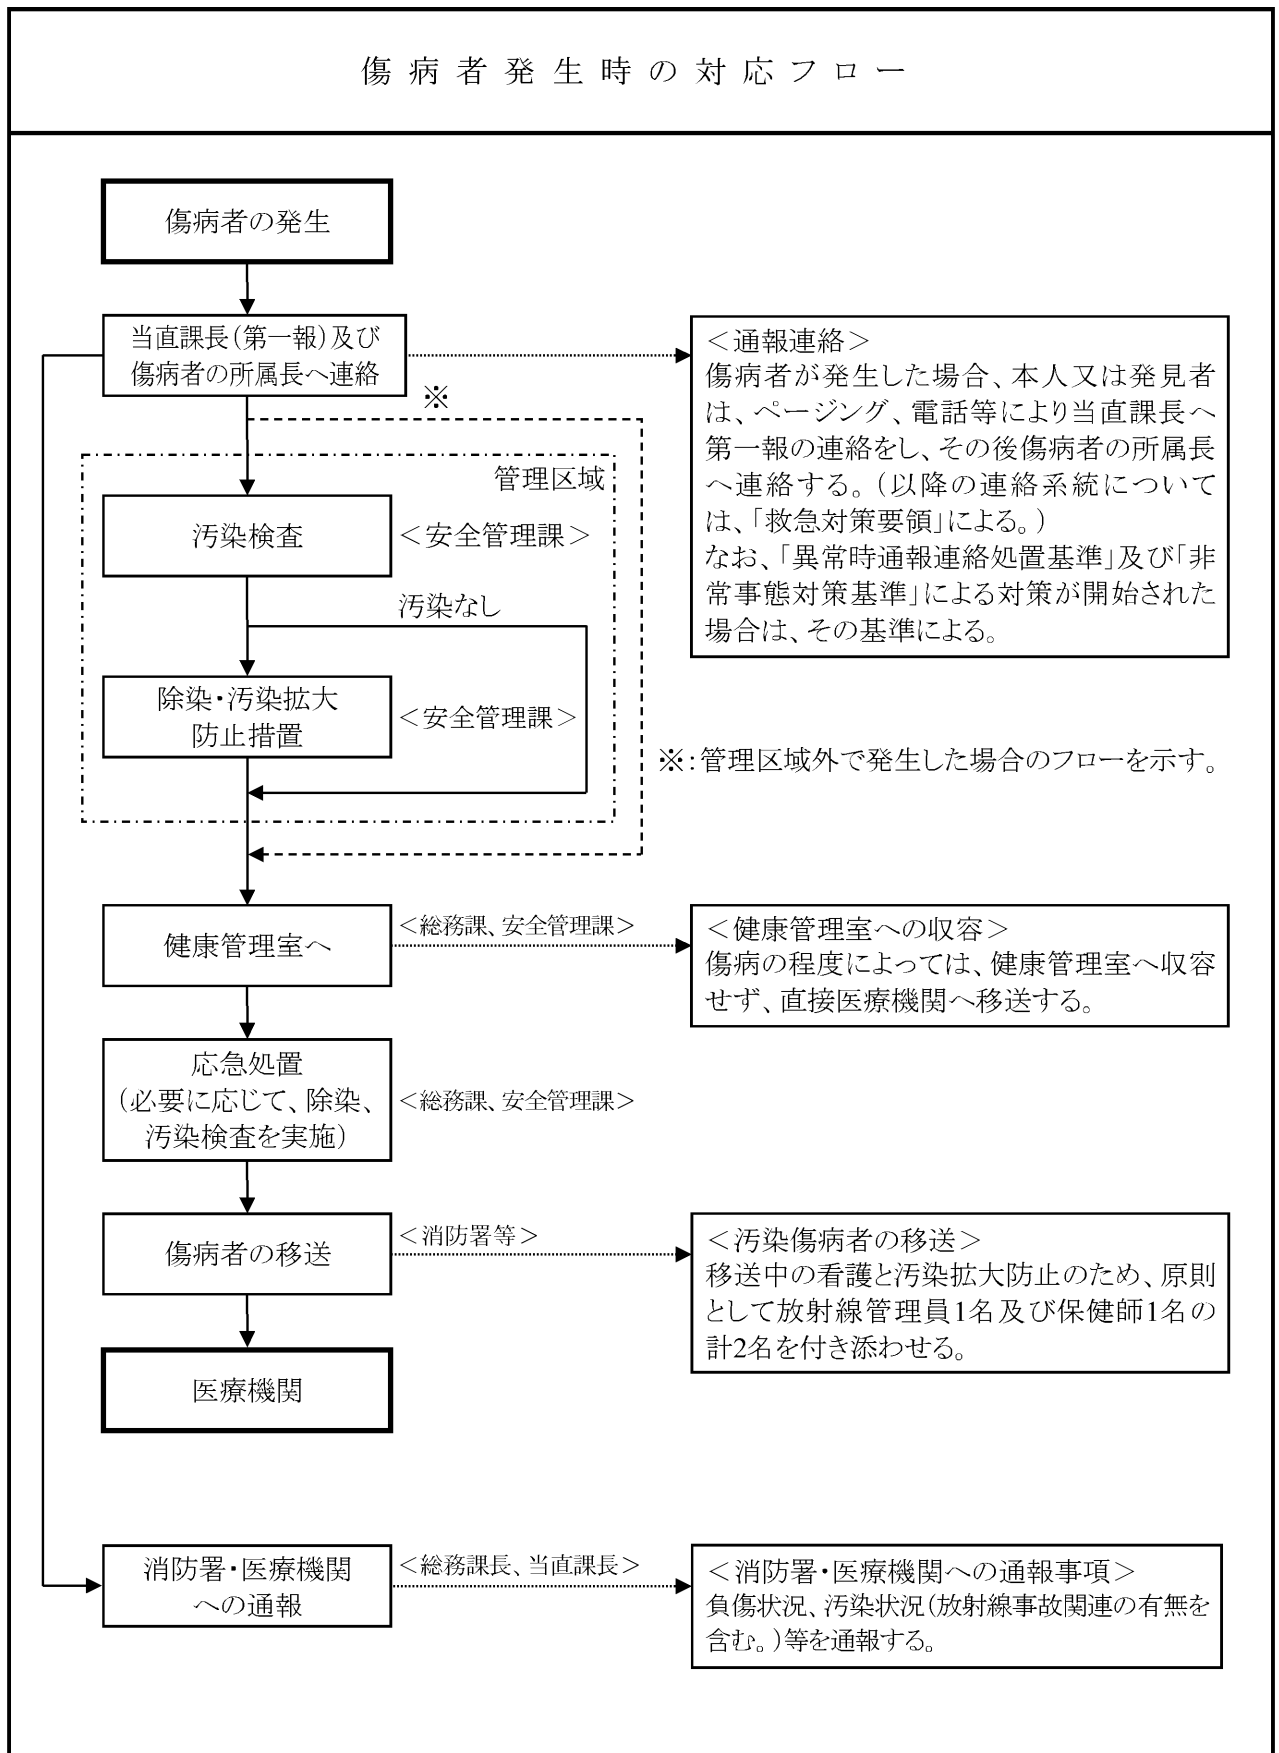 傷病者発生時の対応フロー
傷病者の発生
当直課長（第一報）及び
傷病者の所属長へ連絡
＜通報連絡＞
傷病者が発生した場合、本人又は発見者
は、ページング、電話等により当直課長へ
第一報の連絡をし、その後傷病者の所属長
へ連絡する。（以降の連絡系統について
は、「救急対策要領」による。）
なお、「異常時通報連絡処置基準」及び「非
常事態対策基準」による対策が開始された
場合は、その基準による。
※
管理区域
汚染検査
＜安全管理課＞
汚染なし
除染・汚染拡大
防止措置
＜安全管理課＞
※：管理区域外で発生した場合のフローを示す。
健康管理室へ
＜総務課、安全管理課＞
＜健康管理室への収容＞
傷病の程度によっては、健康管理室へ収容
せず、直接医療機関へ移送する。
応急処置
（必要に応じて、除染、
汚染検査を実施）
＜総務課、安全管理課＞
傷病者の移送
＜消防署等＞
＜汚染傷病者の移送＞
移送中の看護と汚染拡大防止のため、原則
として放射線管理員1名及び保健師1名の
計2名を付き添わせる。
医療機関
消防署・医療機関
への通報
＜総務課長、当直課長＞
＜消防署・医療機関への通報事項＞
負傷状況、汚染状況（放射線事故関連の有無を
含む。）等を通報する。